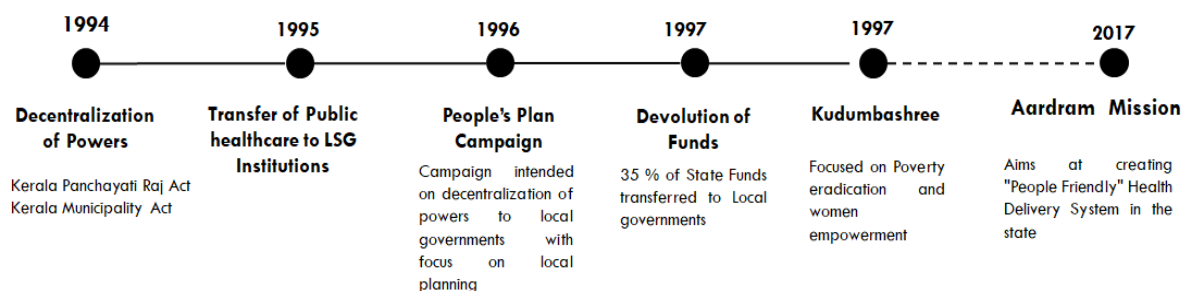 1994
Decentralization
of Powers
Kerala Panchayati Raj Act
Kerala Municipality Act
1995
Transfer of Public
healthcare to LSG
Institutions
1996
People's Plan
Campaign
Campaign intended
on decentralization of
powers to local
governments with
focus on local
planning
1997
Devolution of
Funds
35 % of State Funds
transferred to Local
governments
1997
Kudumbashree
Focused on Poverty
eradication and
women
empowerment
2017
Aardram Mission
Aims at creating
"People Friendly" Health
Delivery System in the
state